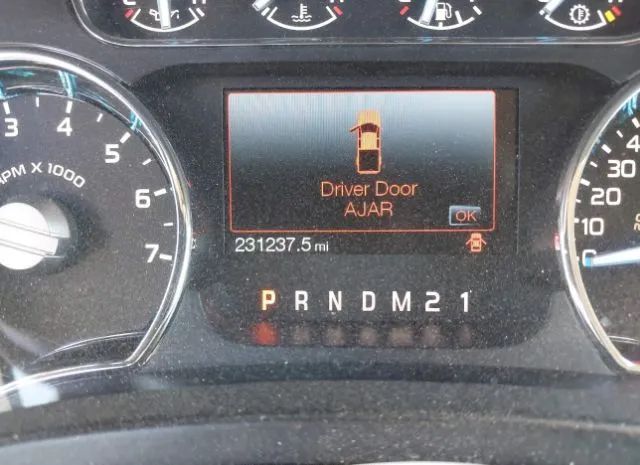 3 4 5 6 7
RPM X 1000
Driver Door
AJAR
OK
231237.5 mi
P R N D M 2 1
30
20
10
0